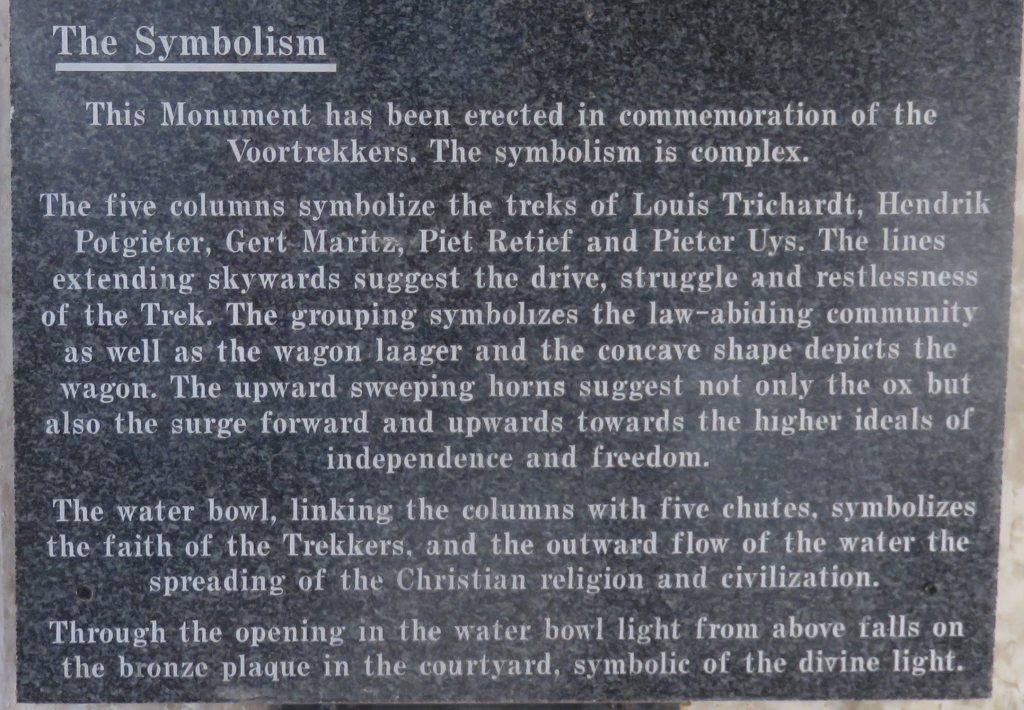 The Symbolism
This Monument has been erected in commemoration of the
Voortrekkers. The symbolism is complex.
The five columns symbolize the treks of Louis Trichardt, Hendrik
Potgieter, Gert Maritz, Piet Retief and Pieter Uys. The lines
extending skywards suggest the drive, struggle and restlessness
of the Trek. The grouping symbolizes the law-abiding community
as well as the wagon laager and the concave shape depicts the
wagon. The upward sweeping horns suggest not only the ox but
also the surge forward and upwards towards the higher ideals of
independence and freedom.
The water bowl, linking the columns with five chutes, symbolizes
the faith of the Trekkers, and the outward flow of the water the
spreading of the Christian religion and civilization.
Through the opening in the water bowl light from above falls on
the bronze plaque in the courtyard, symbolic of the divine light.